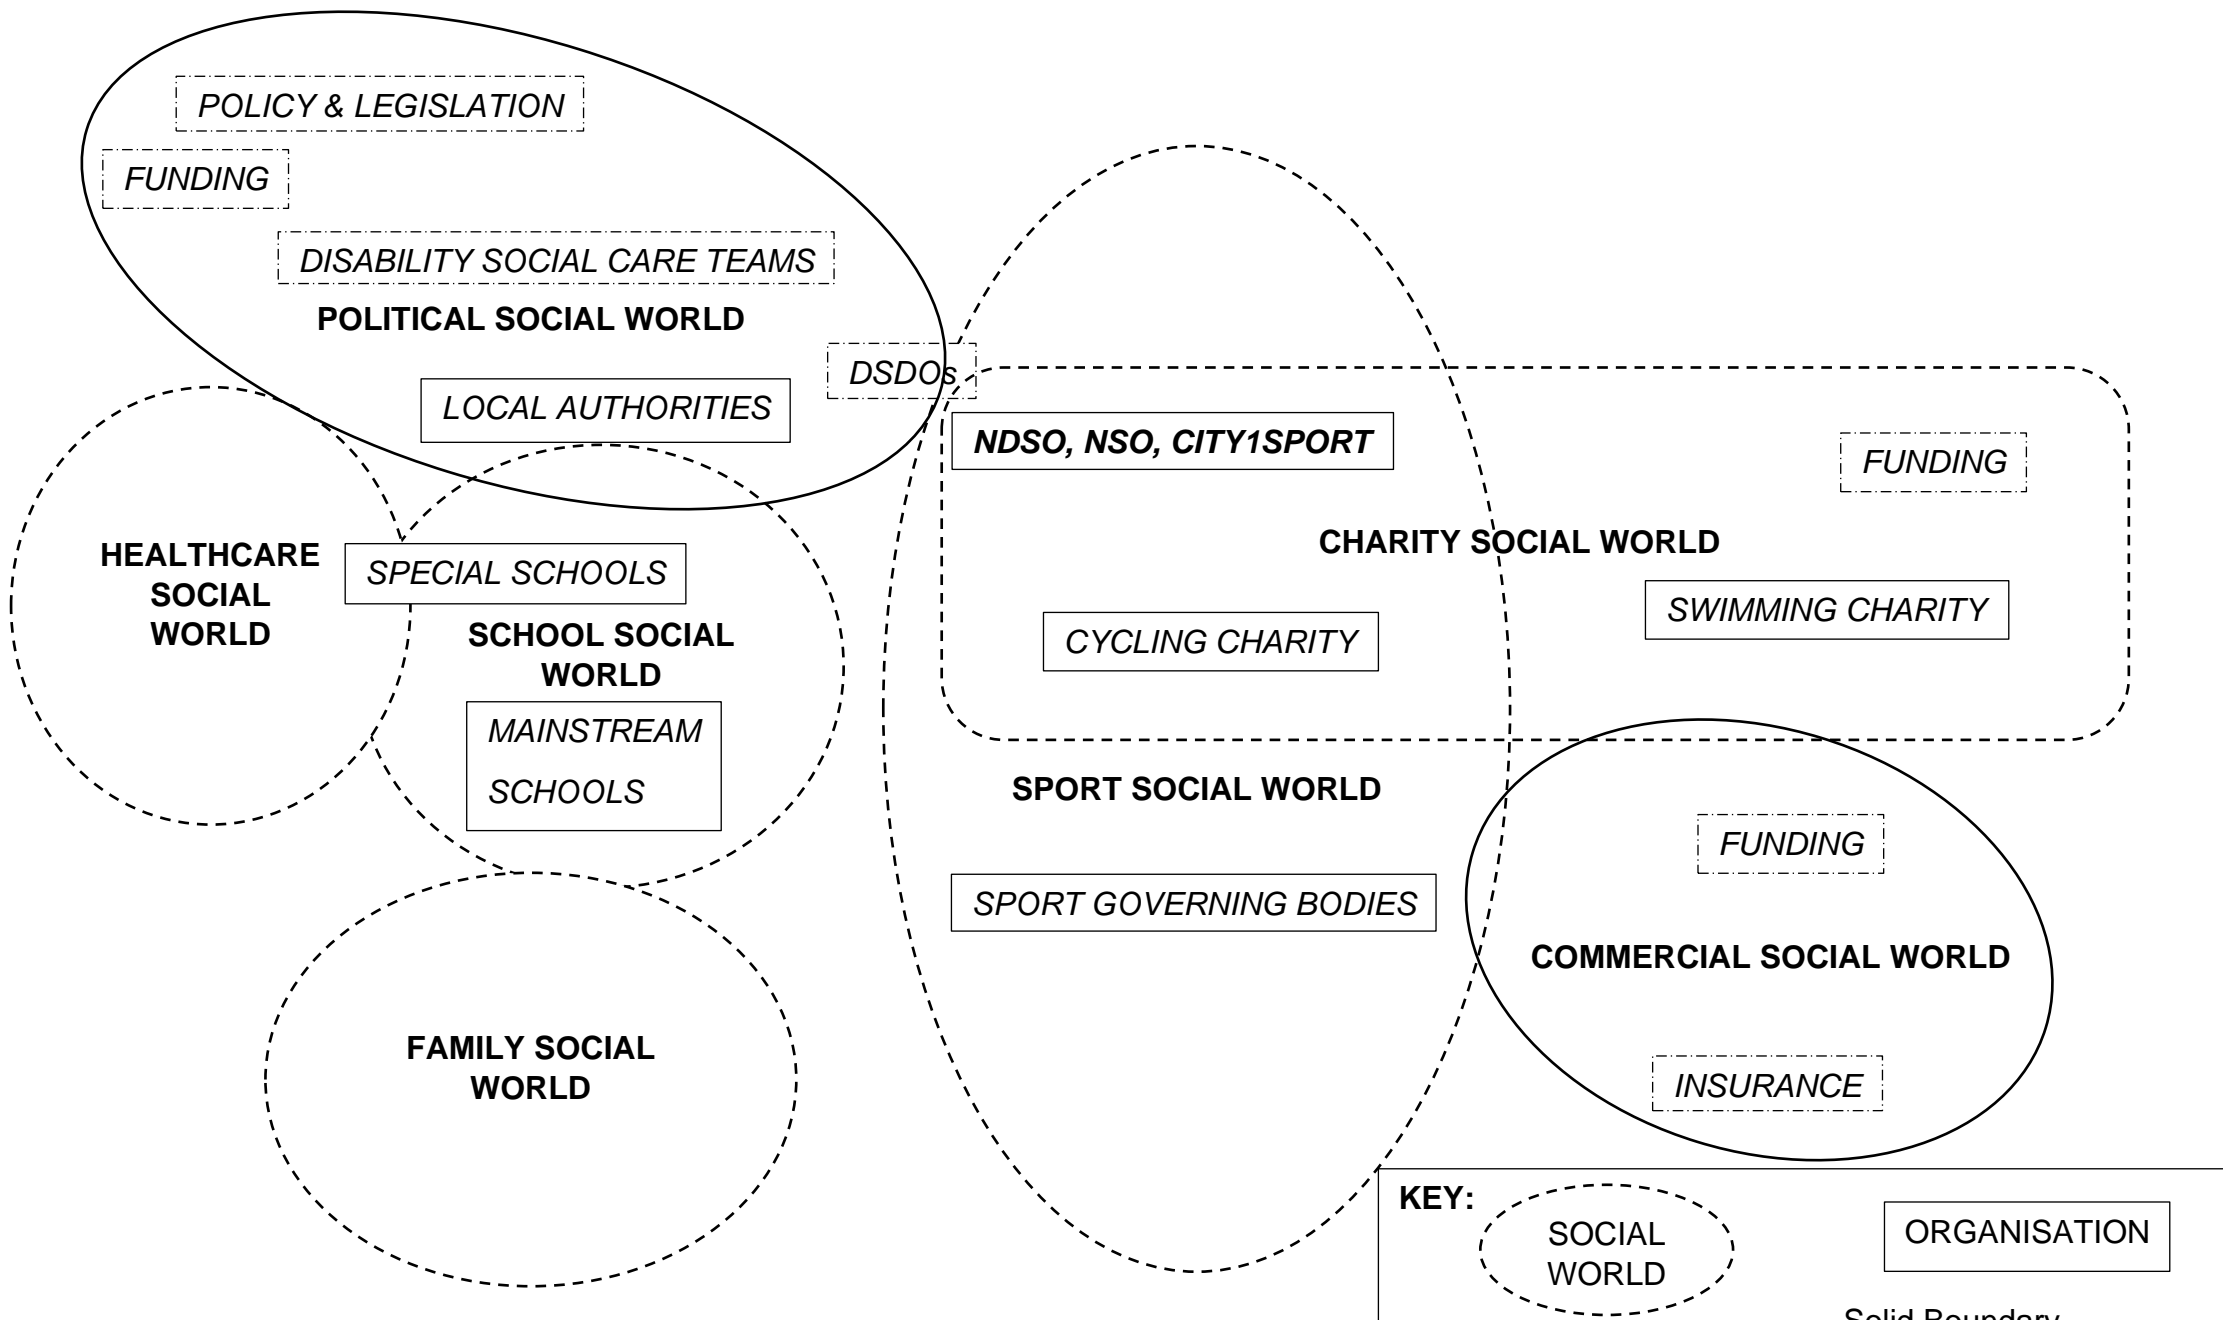 POLICY & LEGISLATION
FUNDING
DISABILITY SOCIAL CARE TEAMS
POLITICAL SOCIAL WORLD
DSDOs
LOCAL AUTHORITIES
NDSO, NSO, CITY1SPORT
FUNDING
CHARITY SOCIAL WORLD
HEALTHCARE
SOCIAL
WORLD
SPECIAL SCHOOLS
SCHOOL SOCIAL
WORLD
MAINSTREAM
SCHOOLS
CYCLING CHARITY
SWIMMING CHARITY
SPORT SOCIAL WORLD
SPORT GOVERNING BODIES
FUNDING
COMMERCIAL SOCIAL WORLD
INSURANCE
FAMILY SOCIAL
WORLD
KEY:
SOCIAL
WORLD
ORGANISATION
Solid Boundary